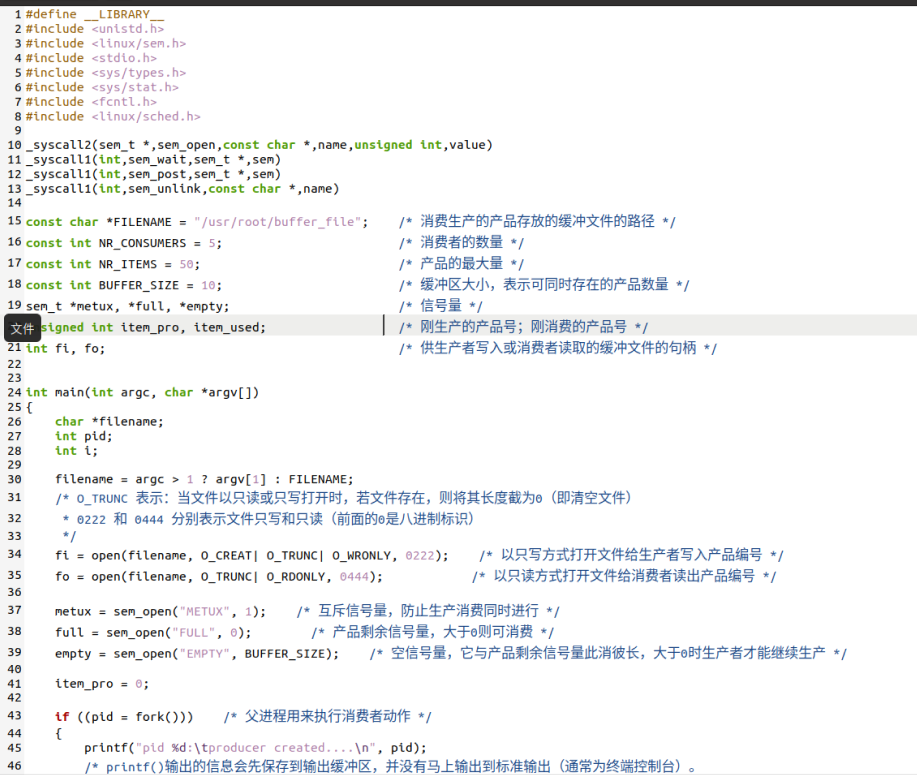 1 #define __LIBRARY__
2 #include <unistd.h>
3 #include <linux/sem.h>
4 #include <stdio.h>
5 #include <sys/types.h>
6 #include <sys/stat.h>
7 #include <fcntl.h>
8 #include <linux/sched.h>
9
10 _syscall2(sem_t *,sem_open,const char *,name,unsigned int,value)
11 _syscall1(int,sem_wait,sem_t *,sem)
12 _syscall1(int,sem_post,sem_t *,sem)
13 _syscall1(int,sem_unlink,const char *,name)
14
15 const char *FILENAME = "/usr/root/buffer_file";    /* 消费生产的产品存放的缓冲文件的路径 */
16 const int NR_CONSUMERS = 5;                        /* 消费者的数量 */
17 const int NR_ITEMS = 50;                           /* 产品的最大量 */
18 const int BUFFER_SIZE = 10;                        /* 缓冲区大小，表示可同时存在的产品数量 */
19 sem_t *metux, *full, *empty;                       /* 信号量 */
文件 signed int item_pro, item_used;               /* 刚生产的产品号；刚消费的产品号 */
21 int fi, fo;                                        /* 供生产者写入或消费者读取的缓冲文件的句柄 */
22
23
24 int main(int argc, char *argv[])
25 {
26     char *filename;
27     int pid;
28     int i;
29
30     filename = argc > 1 ? argv[1] : FILENAME;
31     /* O_TRUNC 表示：当文件以只读或只写打开时，若文件存在，则将其长度截为0（即清空文件）
32      * 0222 和 0444 分别表示文件只写和只读（前面的0是八进制标识）
33      */
34     fi = open(filename, O_CREAT| O_TRUNC| O_WRONLY, 0222);    /* 以只写方式打开文件给生产者写入产品编号 */
35     fo = open(filename, O_TRUNC| O_RDONLY, 0444);            /* 以只读方式打开文件给消费者读出产品编号 */
36
37     metux = sem_open("METUX", 1);    /* 互斥信号量，防止生产消费同时进行 */
38     full = sem_open("FULL", 0);        /* 产品剩余信号量，大于0则可消费 */
39     empty = sem_open("EMPTY", BUFFER_SIZE);    /* 空信号量，它与产品剩余信号量此消彼长，大于0时生产者才能继续生产 */
40
41     item_pro = 0;
42
43     if ((pid = fork()))    /* 父进程用来执行消费者动作 */
44     {
45         printf("pid %d:\tproducer created....\n", pid);
46         /* printf()输出的信息会先保存到输出缓冲区，并没有马上输出到标准输出（通常为终端控制台）。